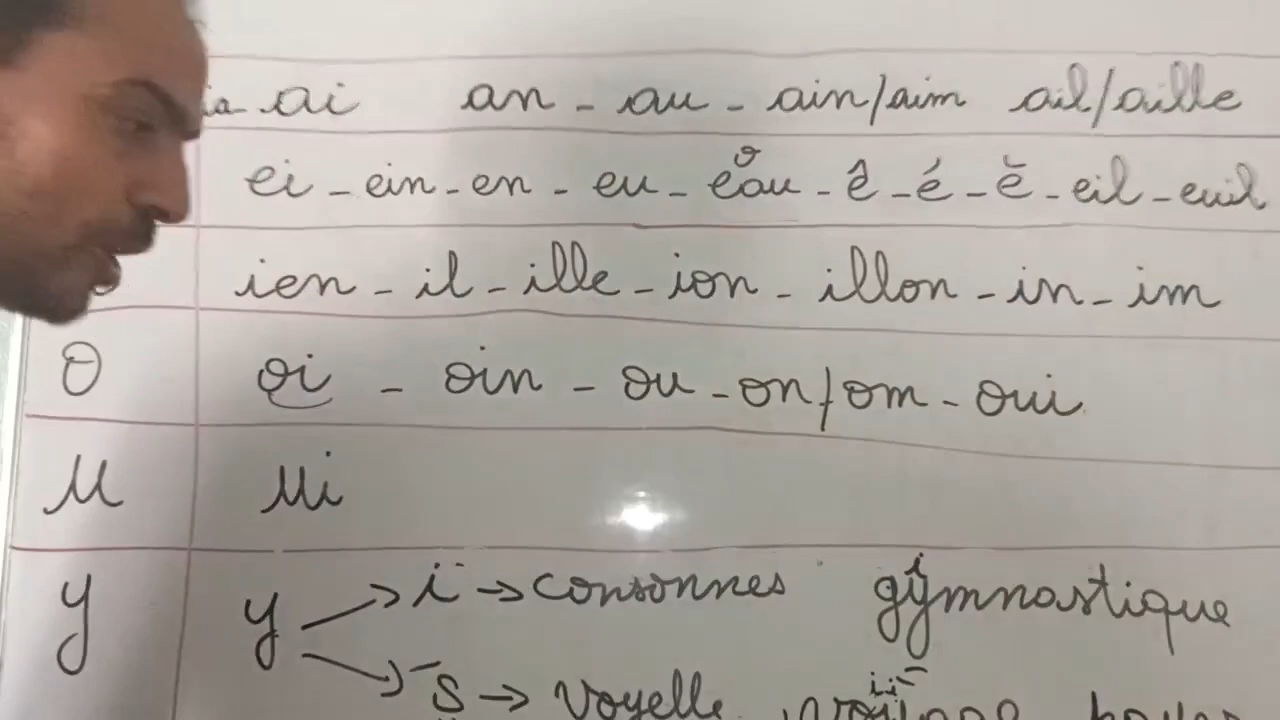 ia - ai an - au - ain/aim ail/aille
ei - ein - en - eu - eau - ê - é - è - eil - euil
ien - il - ille - ion - illon - in - im
O oi - oin - ou - on/om - oui
u ui
y y → i → consonnes gymnastique
→ voyelle